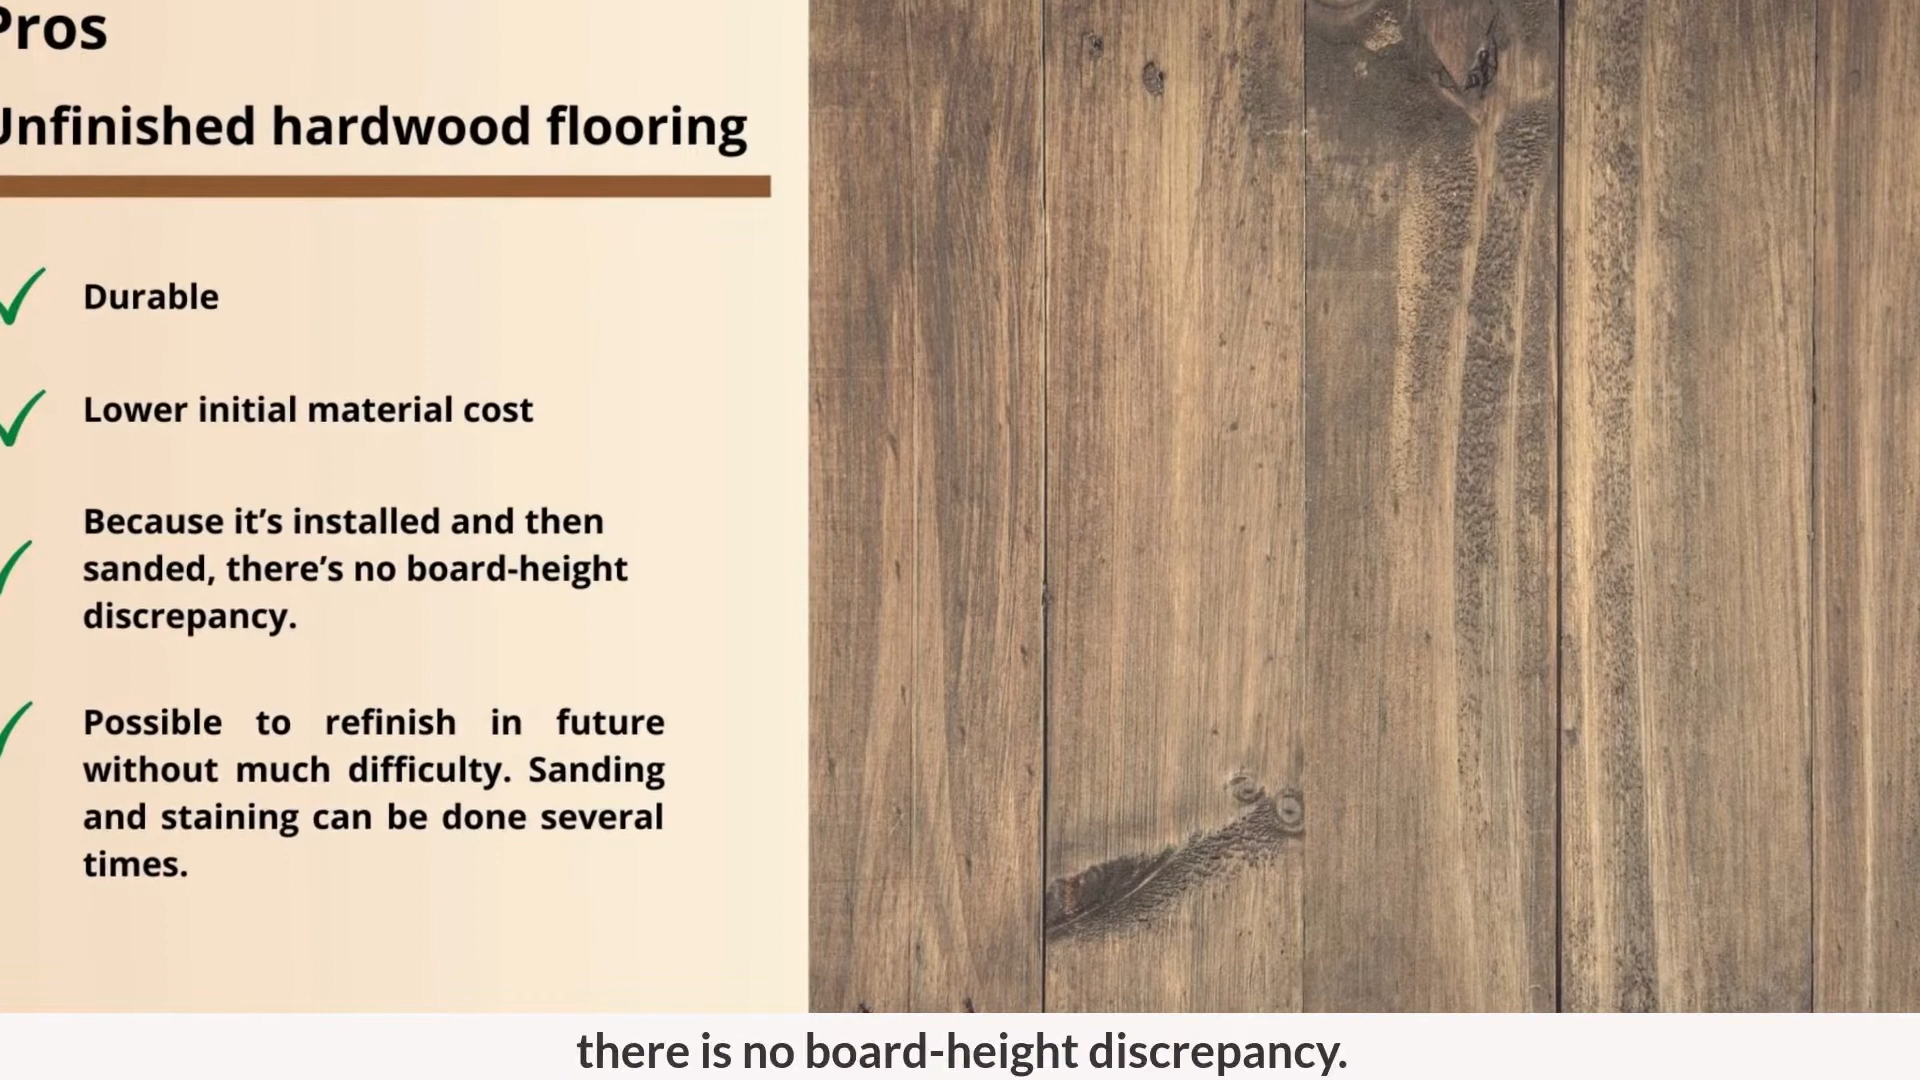 Pros
Unfinished hardwood flooring
Durable
Lower initial material cost
Because it’s installed and then
sanded, there’s no board-height
discrepancy.
Possible to refinish in future
without much difficulty. Sanding
and staining can be done several
times.
there is no board-height discrepancy.